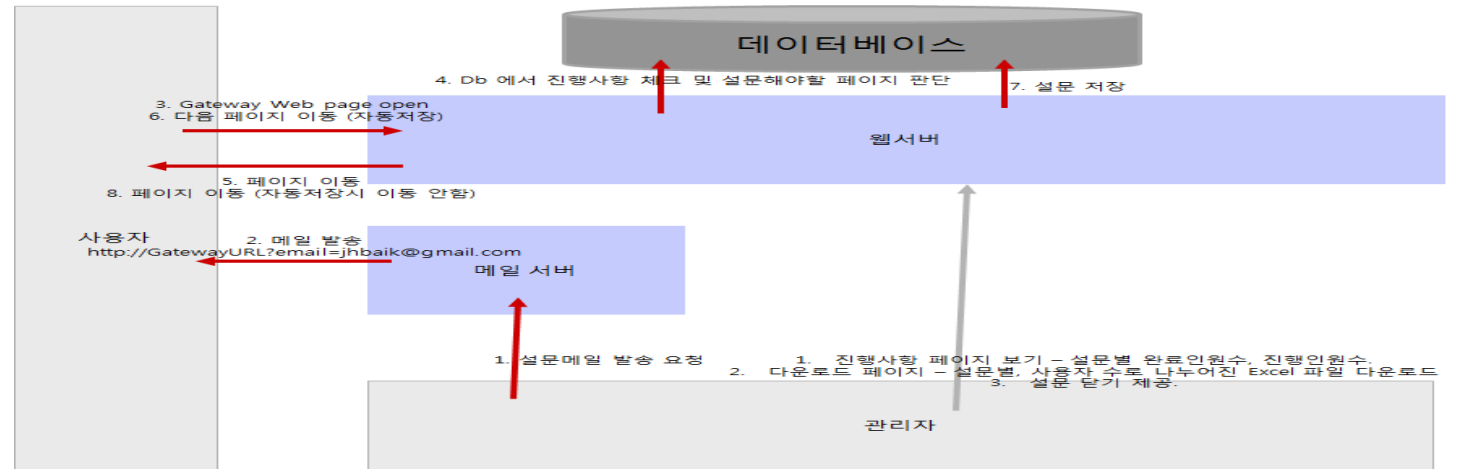 데이터베이스
4. Db 에서 진행사항 체크 및 설문해야할 페이지 판단
7. 설문 저장
3. Gateway Web page open
6. 다음 페이지 이동 (자동저장)
웹서버
5. 페이지 이동
8. 페이지 이동 (자동저장시 이동 안함)
사용자
2. 메일 발송
http://GatewayURL?email=jhbaik@gmail.com
메일 서버
1. 설문메일 발송 요청
1. 진행사항 페이지 보기 – 설문별 완료인원수, 진행인원수.
2. 다운로드 페이지 – 설문별, 사용자 수로 나누어진 Excel 파일 다운로드
3. 설문 닫기 제공.
관리자